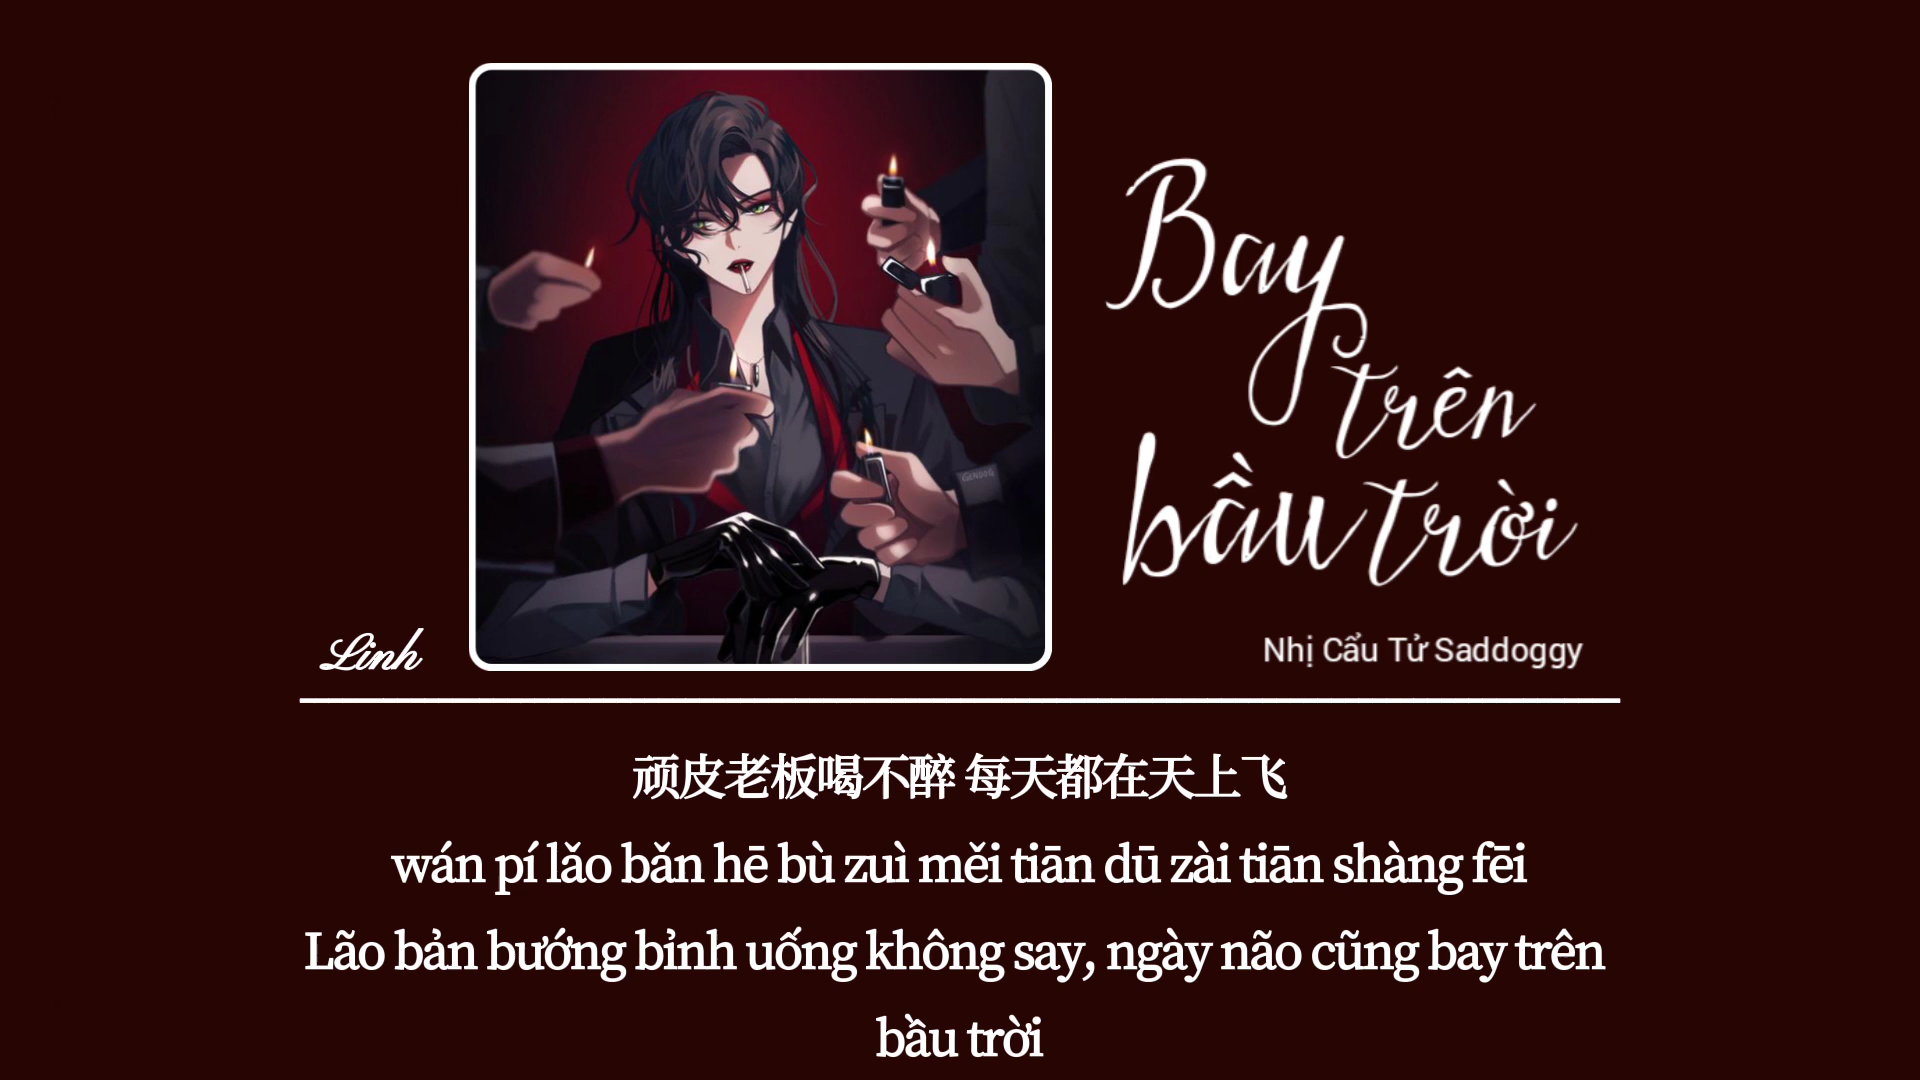 Bay
trên
bầu trời
Linh
Nhị Cẩu Tử Saddoggy
顽皮老板喝不醉 每天都在天上飞
wán pí lǎo bǎn hē bù zuì měi tiān dū zài tiān shàng fēi
Lão bản bướng bỉnh uống không say, ngày não cũng bay trên
bầu trời